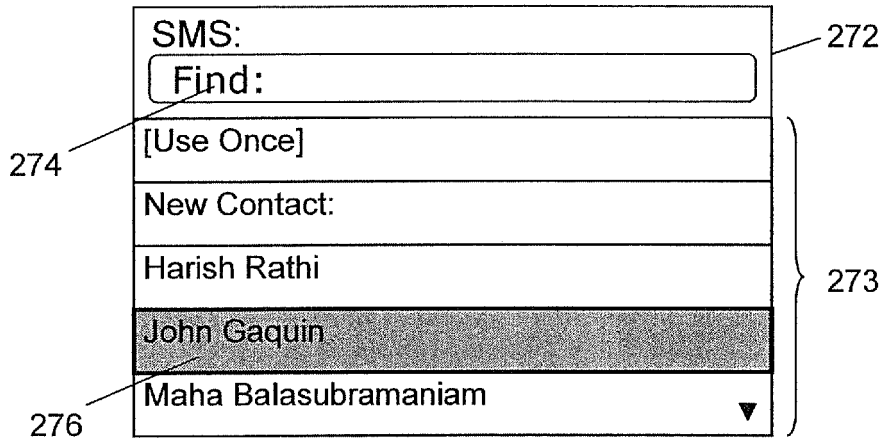 SMS:
272
Find:
274
[Use Once]
New Contact:
Harish Rathi
273
John Gaquin
276
Maha Balasubramaniam